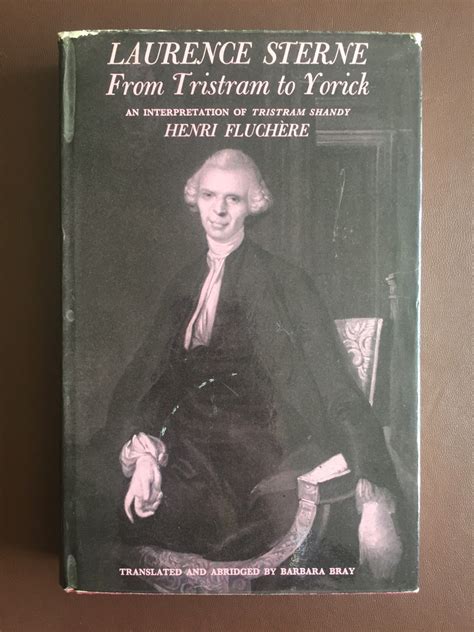 LAURENCE STERNE
From Tristram to Yorick
AN INTERPRETATION OF TRISTRAM SHANDY
HENRI FLUCHÈRE
TRANSLATED AND ABRIDGED BY BARBARA BRAY